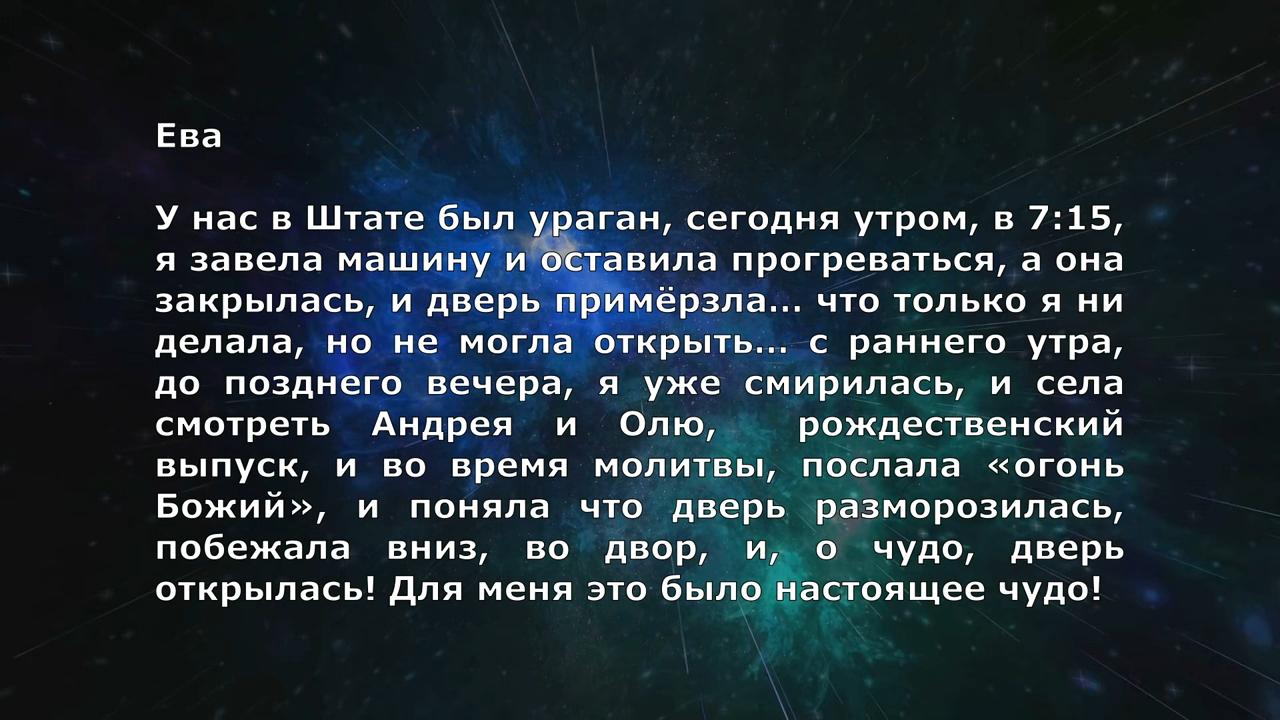 Ева
У нас в Штате был ураган, сегодня утром, в 7:15,
я завела машину и оставила прогреваться, а она
закрылась, и дверь примёрзла... что только я ни
делала, но не могла открыть... с раннего утра,
до позднего вечера, я уже смирилась, и села
смотреть Андрея и Олю, рождественский
выпуск, и во время молитвы, послала «огонь
Божий», и поняла что дверь разморозилась,
побежала вниз, во двор, и, о чудо, дверь
открылась! Для меня это было настоящее чудо!